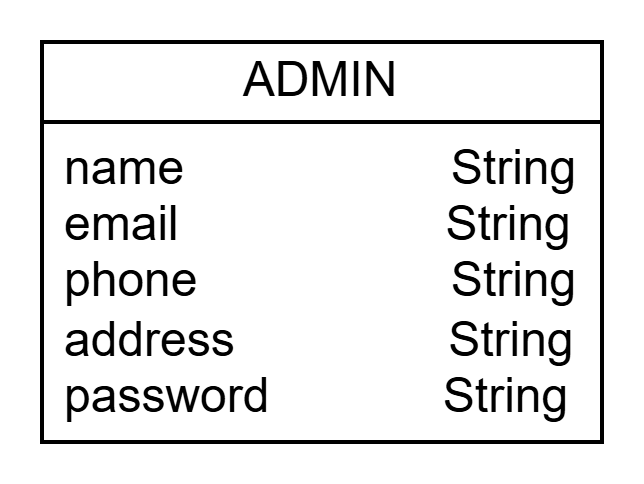 ADMIN
name String
email String
phone String
address String
password String